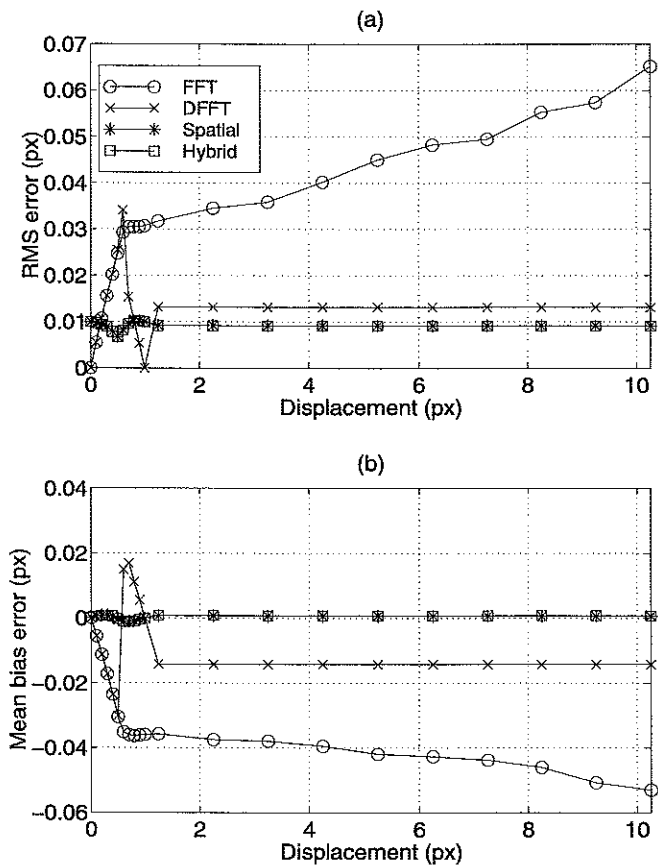 (a)
0.07
0.06
0.05
0.04
0.03
0.02
0.01
0
RMS error (px)
FFT
DFFT
Spatial
Hybrid
0 2 4 6 8 10
Displacement (px)
(b)
0.04
0.02
0
−0.02
−0.04
−0.06
Mean bias error (px)
0 2 4 6 8 10
Displacement (px)